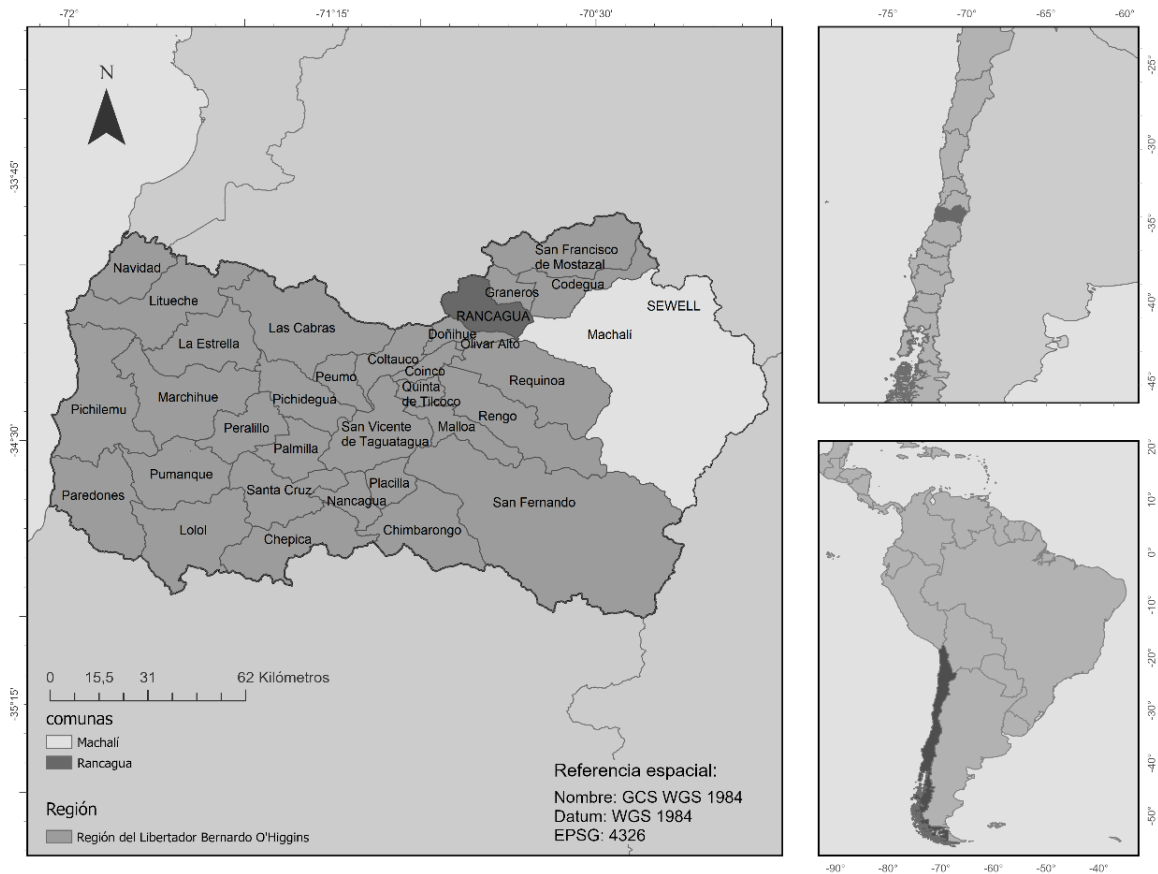 -72°
-71°15'
-70°30'
-33°45'
-34°30'
-35°15'
N
San Francisco
de Mostazal
Navidad
Codegua
Graneros
Litueche
SEWELL
RANCAGUA
Las Cabras
Machalí
Doñihue
La Estrella
Olivar Alto
Coltauco
Coinco
Peumo
Requinoa
Quinta
de Tilcoco
Marchihue
Pichidegua
Pichilemu
Rengo
Peralillo
San Vicente
de Taguatagua
Malloa
Palmilla
Pumanque
Placilla
Santa Cruz
Paredones
Nancagua
San Fernando
Lolol
Chimbarongo
Chepica
0 15,5 31 62 Kilómetros
comunas
Machalí
Rancagua
Región
Región del Libertador Bernardo O'Higgins
Referencia espacial:
Nombre: GCS WGS 1984
Datum: WGS 1984
EPSG: 4326
-75° -70° -65° -60°
-25°
-30°
-35°
-40°
-45°
20°
10°
0°
-10°
-20°
-30°
-40°
-50°
-90° -80° -70° -60° -50° -40°